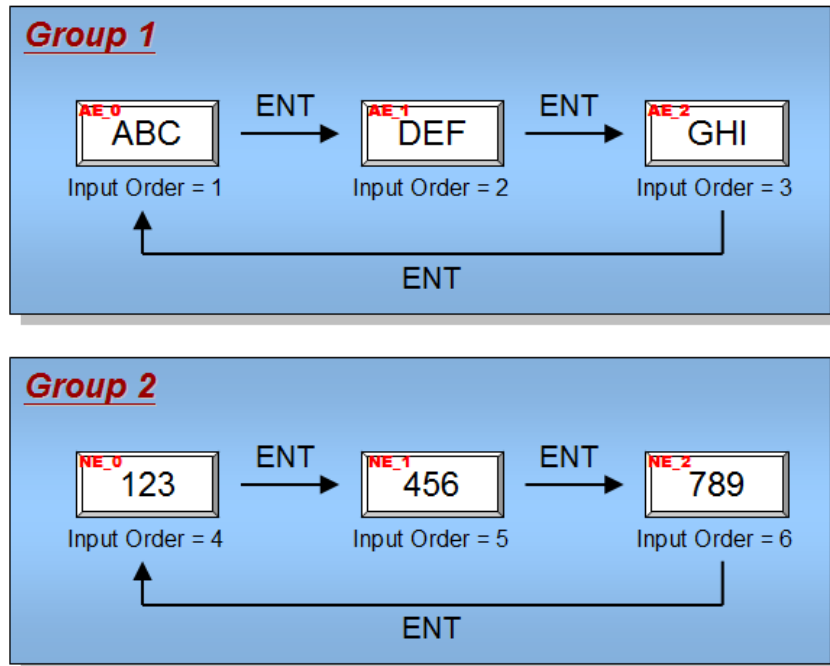 Group 1
ENT ENT
AE_0 AE_1 AE_2
ABC DEF GHI
Input Order = 1 Input Order = 2 Input Order = 3
ENT
Group 2
ENT ENT
NE_0 NE_1 NE_2
123 456 789
Input Order = 4 Input Order = 5 Input Order = 6
ENT